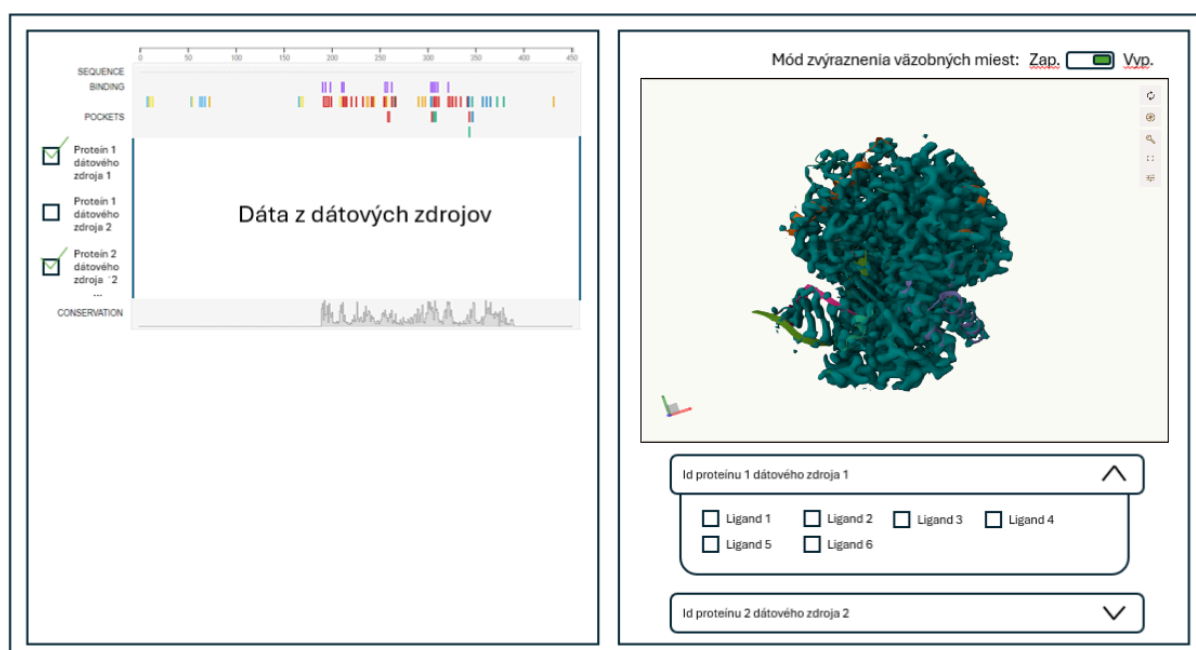 0 50 100 150 200 250 300 350 400 450
SEQUENCE
BINDING
POCKETS
Proteín 1
dátového
zdroja 1
Proteín 1
dátového
zdroja 2
Proteín 2
dátového
zdroja 2
...
Dáta z dátových zdrojov
CONSERVATION
Mód zvýraznenia väzobných miest: Zap. Vyp.
Id proteínu 1 dátového zdroja 1
Ligand 1 Ligand 2 Ligand 3 Ligand 4
Ligand 5 Ligand 6
Id proteínu 2 dátového zdroja 2